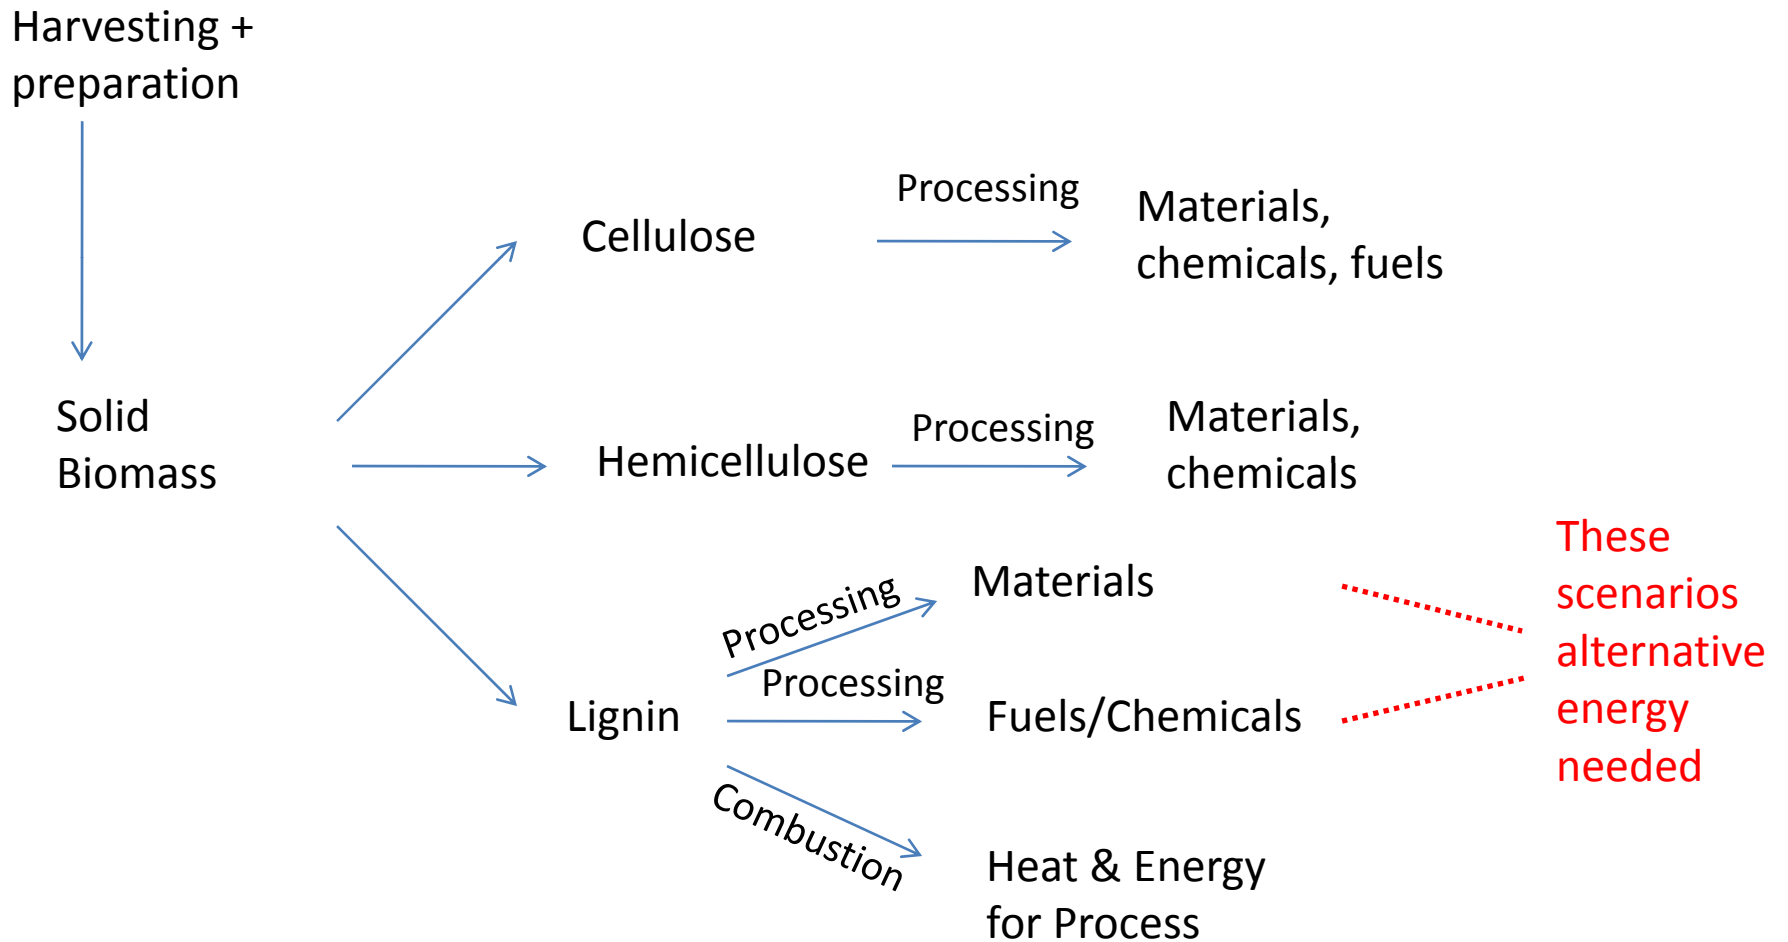 Harvesting +
preparation
Processing
Materials,
chemicals, fuels
Cellulose
Solid
Biomass
Processing
Materials,
chemicals
Hemicellulose
These
scenarios
alternative
energy
needed
Processing
Materials
Processing
Lignin
Fuels/Chemicals
Combustion
Heat & Energy
for Process